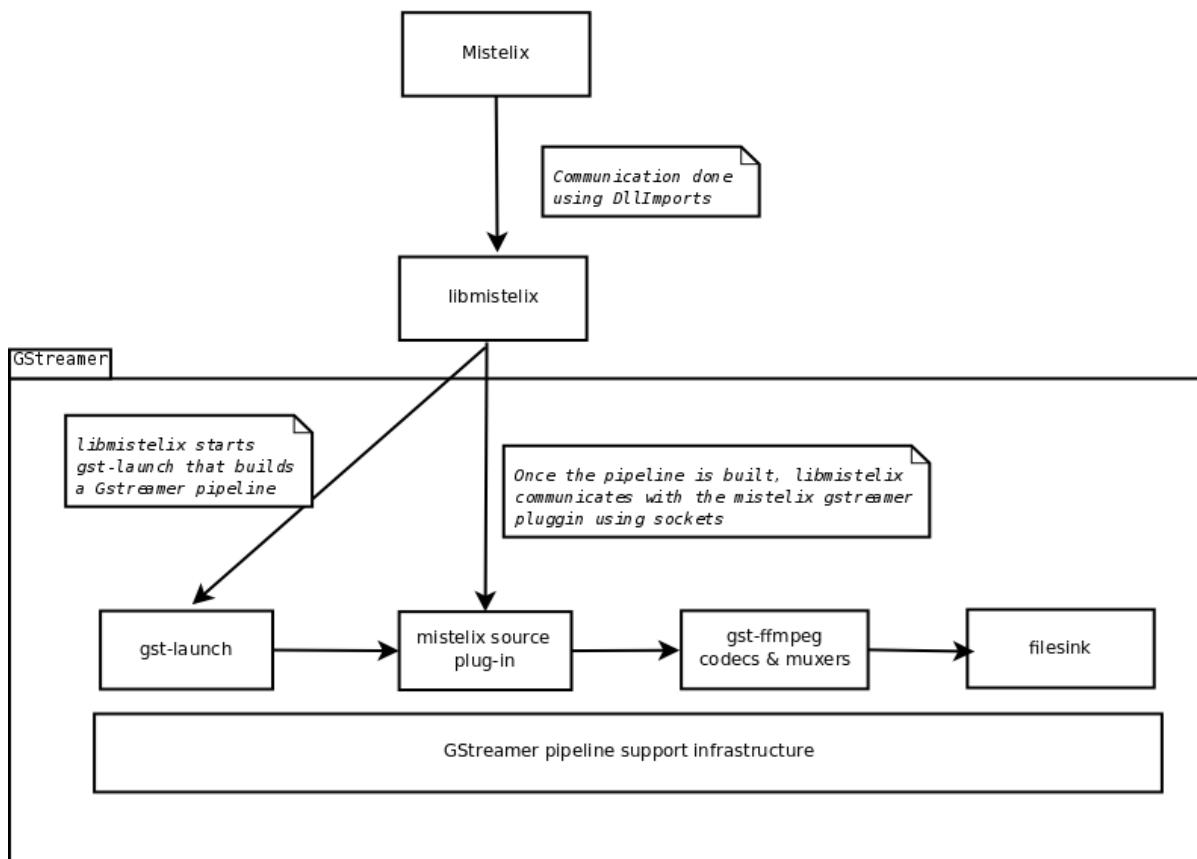 Mistelix
Communication done
using DllImports
libmistelix
GStreamer
libmistelix starts
gst-launch that builds
a Gstreamer pipeline
Once the pipeline is built, libmistelix
communicates with the mistelix gstreamer
pluggin using sockets
gst-launch
mistelix source
plug-in
gst-ffmpeg
codecs & muxers
filesink
GStreamer pipeline support infrastructure